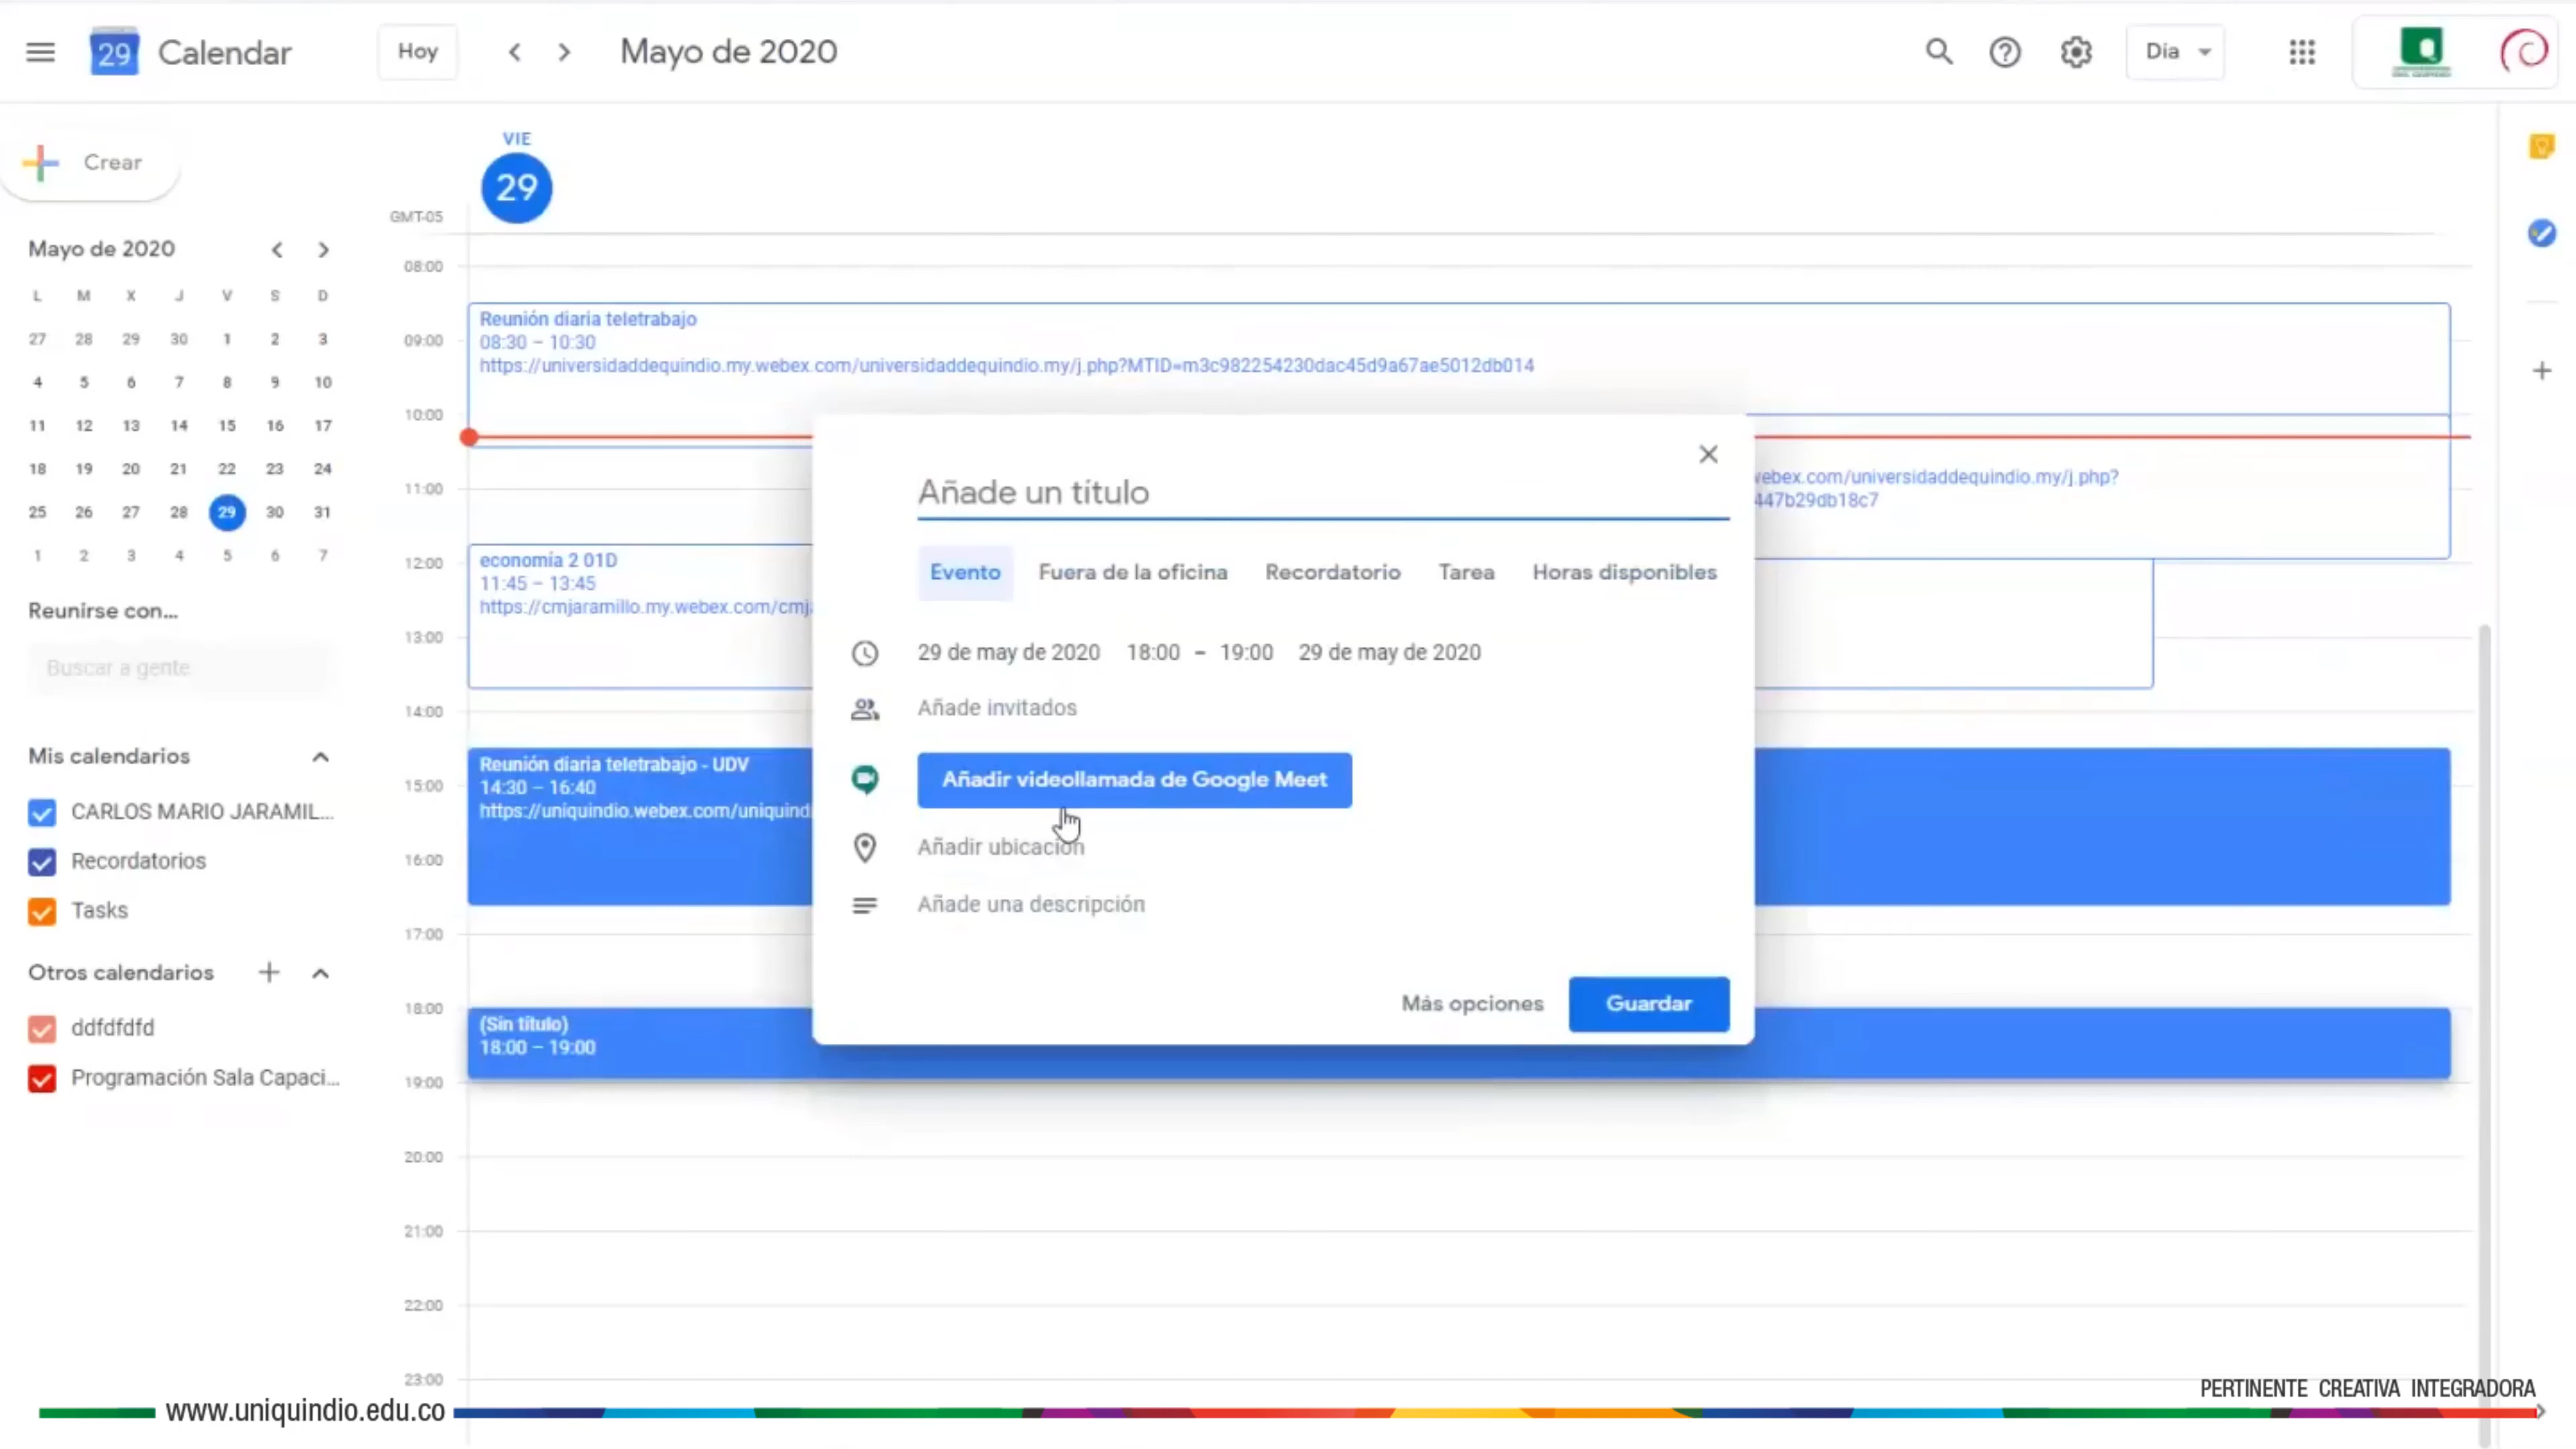 29 Calendar Hoy Mayo de 2020 Día
Crear
VIE
29
GMT-05
Mayo de 2020
L M X J V S D
27 28 29 30 1 2 3
4 5 6 7 8 9 10
11 12 13 14 15 16 17
18 19 20 21 22 23 24
25 26 27 28 29 30 31
1 2 3 4 5 6 7
Reunirse con...
Buscar a gente
Mis calendarios
CARLOS MARIO JARAMIL...
Recordatorios
Tasks
Otros calendarios
ddfdfdfd
Programación Sala Capaci...
08:00
09:00
10:00
11:00
12:00
13:00
14:00
15:00
16:00
17:00
18:00
19:00
20:00
21:00
22:00
23:00
Reunión diaria teletrabajo
08:30 – 10:30
https://universidaddequindio.my.webex.com/universidaddequindio.my/j.php?MTID=m3c982254230dac45d9a67ae5012db014
webex.com/universidaddequindio.my/j.php?
447b29db18c7
economía 2 01D
11:45 – 13:45
https://cmjaramillo.my.webex.com/cmj
Reunión diaria teletrabajo - UDV
14:30 – 16:40
https://uniquindio.webex.com/uniquind
(Sin título)
18:00 – 19:00
Añade un título
Evento Fuera de la oficina Recordatorio Tarea Horas disponibles
29 de may de 2020 18:00 – 19:00 29 de may de 2020
Añade invitados
Añadir videollamada de Google Meet
Añadir ubicación
Añade una descripción
Más opciones Guardar
PERTINENTE CREATIVA INTEGRADORA
www.uniquindio.edu.co